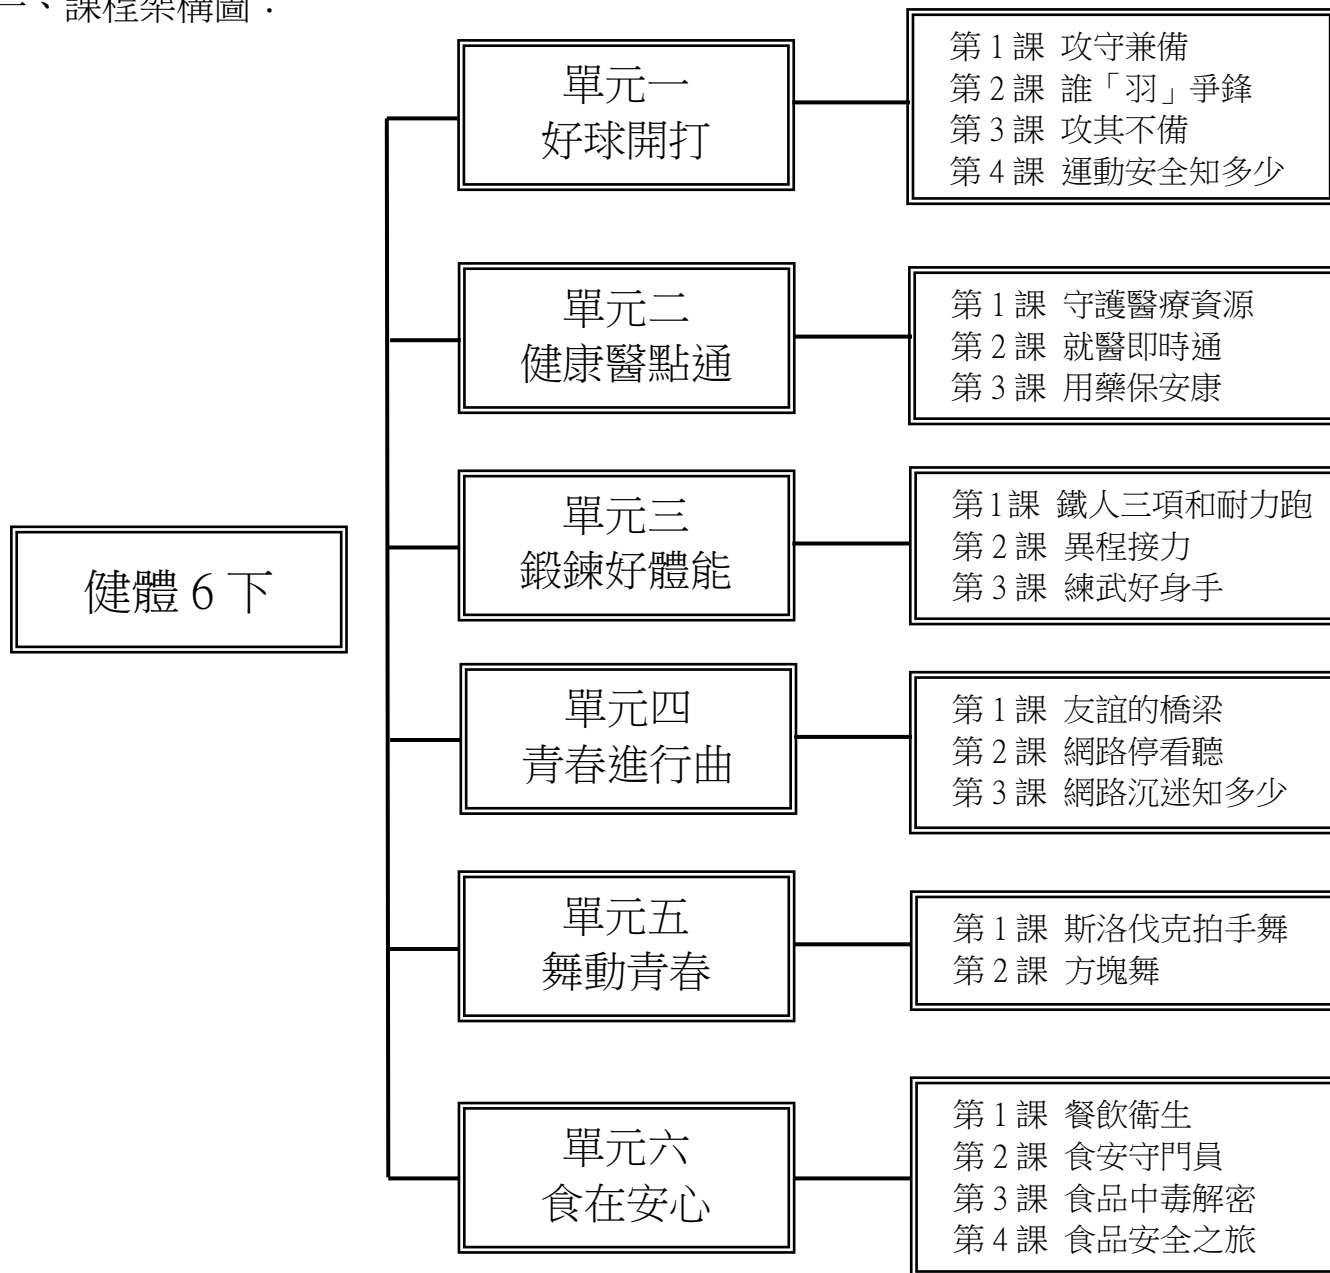 一、課程架構圖：
健體 6 下
單元一
好球開打
第 1 課 攻守兼備
第 2 課 誰「羽」爭鋒
第 3 課 攻其不備
第 4 課 運動安全知多少
單元二
健康醫點通
第 1 課 守護醫療資源
第 2 課 就醫即時通
第 3 課 用藥保安康
單元三
鍛鍊好體能
第 1 課 鐵人三項和耐力跑
第 2 課 異程接力
第 3 課 練武好身手
單元四
青春進行曲
第 1 課 友誼的橋梁
第 2 課 網路停看聽
第 3 課 網路沉迷知多少
單元五
舞動青春
第 1 課 斯洛伐克拍手舞
第 2 課 方塊舞
單元六
食在安心
第 1 課 餐飲衛生
第 2 課 食安守門員
第 3 課 食品中毒解密
第 4 課 食品安全之旅